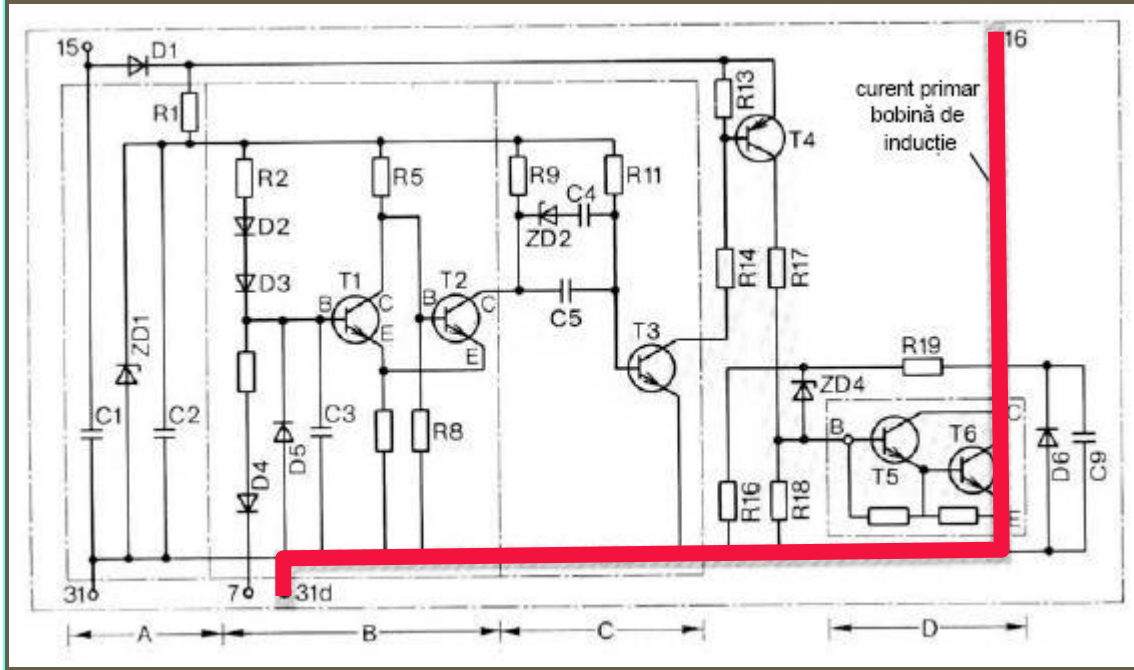 15
D1
16
R1
R13
curent primar
bobină de
inducție
T4
R2
R5
R9
C4
R11
D2
ZD2
D3
T1
T2
R14
R17
B
C
B
C
C5
E
E
T3
ZD1
R19
ZD4
C1
C2
C3
R8
B
C
T6
D6
C9
D4
D5
T5
R16
R18
E
31
7
31d
A
B
C
D